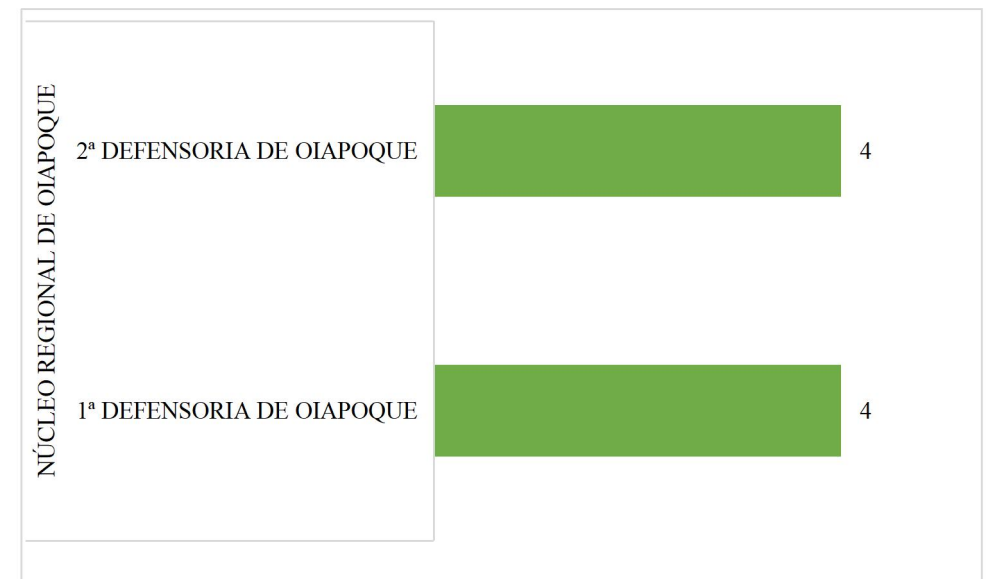 NÚCLEO REGIONAL DE OIAPOQUE
2ª DEFENSORIA DE OIAPOQUE
4
1ª DEFENSORIA DE OIAPOQUE
4